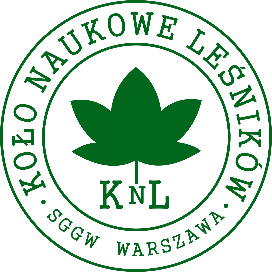 KOŁO NAUKOWE LEŚNIKÓW
KNL
· SGGW WARSZAWA ·